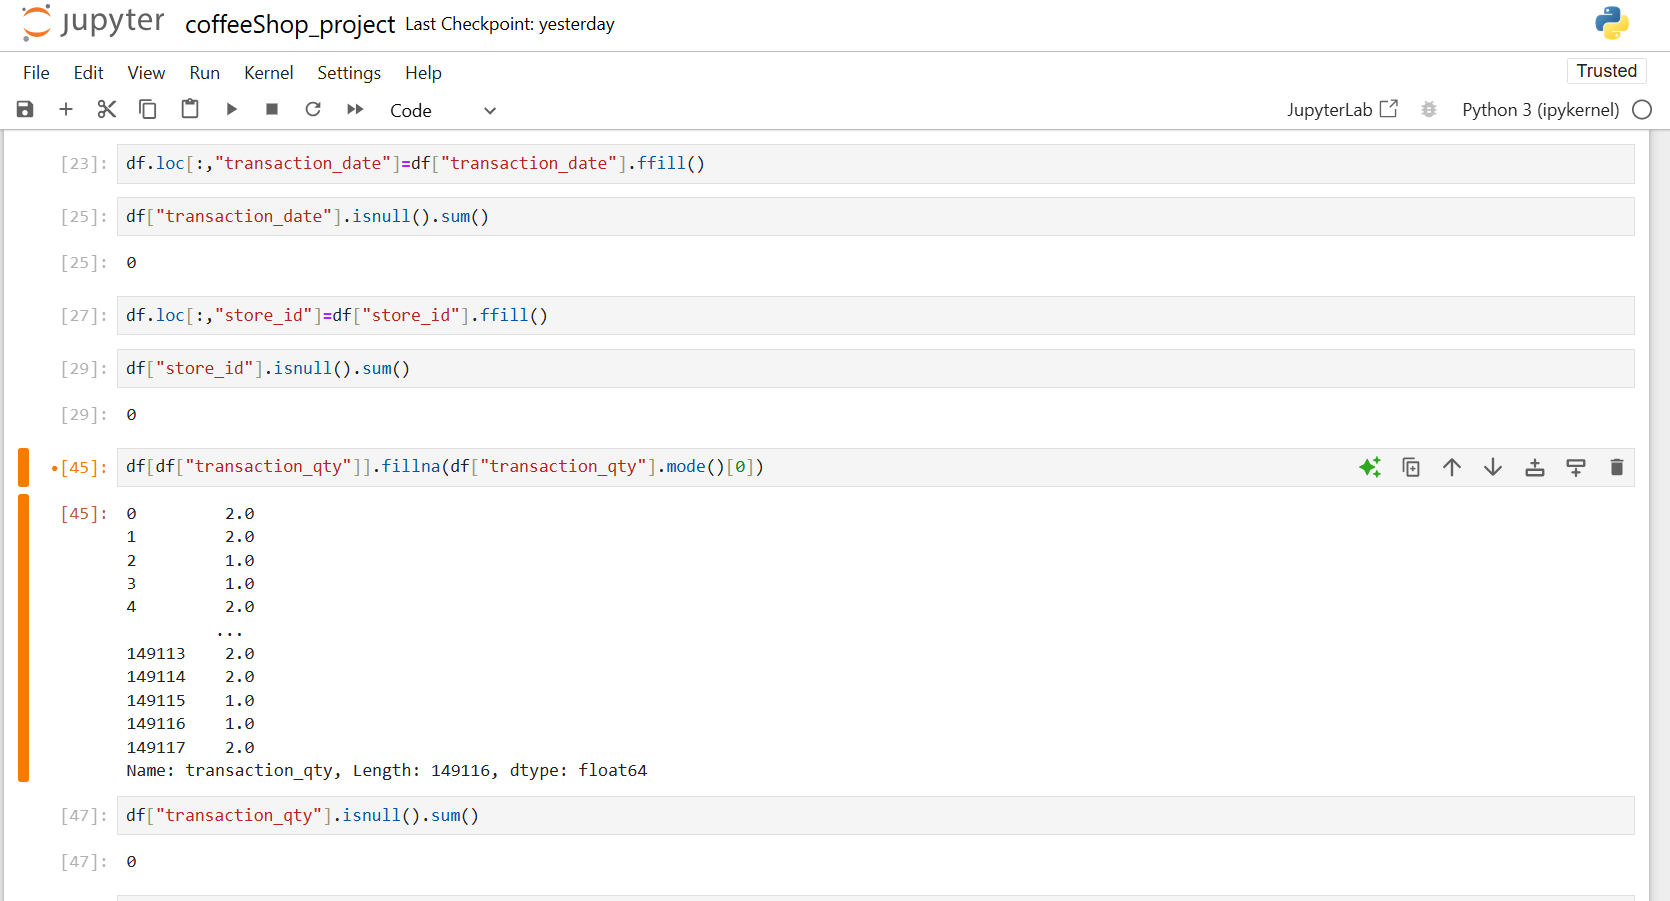 jupyter coffeeShop_project Last Checkpoint: yesterday
File Edit View Run Kernel Settings Help Trusted
Code JupyterLab Python 3 (ipykernel)
[23]: df.loc[:,"transaction_date"]=df["transaction_date"].ffill()
[25]: df["transaction_date"].isnull().sum()
[25]: 0
[27]: df.loc[:,"store_id"]=df["store_id"].ffill()
[29]: df["store_id"].isnull().sum()
[29]: 0
•[45]: df[df["transaction_qty"]].fillna(df["transaction_qty"].mode()[0])
[45]: 0 2.0
1 2.0
2 1.0
3 1.0
4 2.0
...
149113 2.0
149114 2.0
149115 1.0
149116 1.0
149117 2.0
Name: transaction_qty, Length: 149116, dtype: float64
[47]: df["transaction_qty"].isnull().sum()
[47]: 0